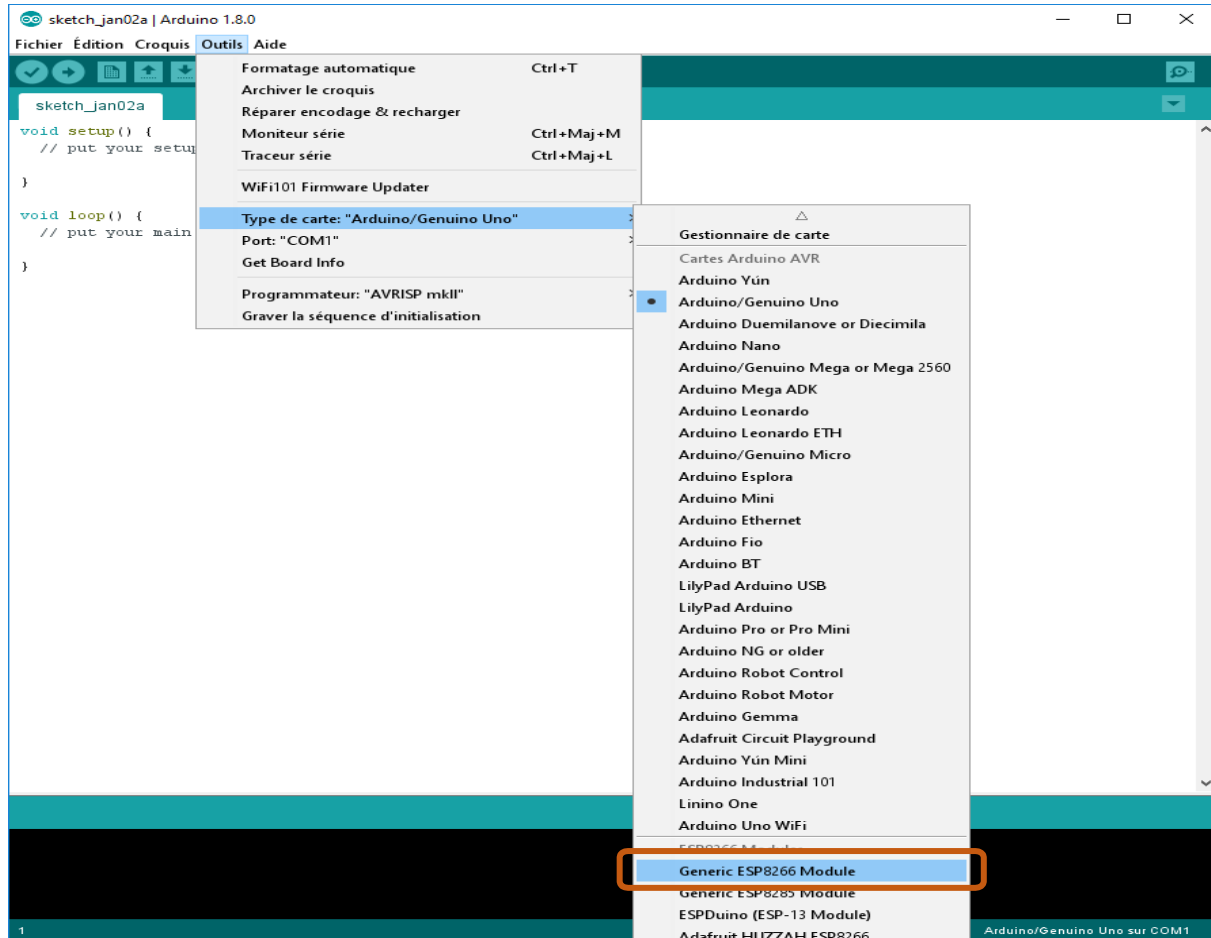 sketch_jan02a | Arduino 1.8.0
Fichier Édition Croquis Outils Aide
sketch_jan02a
void setup() {
// put your setup
}
void loop() {
// put your main
}
Formatage automatique Ctrl+T
Archiver le croquis
Réparer encodage & recharger
Moniteur série Ctrl+Maj+M
Traceur série Ctrl+Maj+L
WiFi101 Firmware Updater
Type de carte: "Arduino/Genuino Uno"
Port: "COM1"
Get Board Info
Programmateur: "AVRISP mkII"
Graver la séquence d'initialisation
Gestionnaire de carte
Cartes Arduino AVR
Arduino Yún
Arduino/Genuino Uno
Arduino Duemilanove or Diecimila
Arduino Nano
Arduino/Genuino Mega or Mega 2560
Arduino Mega ADK
Arduino Leonardo
Arduino Leonardo ETH
Arduino/Genuino Micro
Arduino Esplora
Arduino Mini
Arduino Ethernet
Arduino Fio
Arduino BT
LilyPad Arduino USB
LilyPad Arduino
Arduino Pro or Pro Mini
Arduino NG or older
Arduino Robot Control
Arduino Robot Motor
Arduino Gemma
Adafruit Circuit Playground
Arduino Yún Mini
Arduino Industrial 101
Linino One
Arduino Uno WiFi
ESP8266 Modules
Generic ESP8266 Module
Generic ESP8285 Module
ESPDuino (ESP-13 Module)
Adafruit HUZZAH ESP8266
1 Arduino/Genuino Uno sur COM1